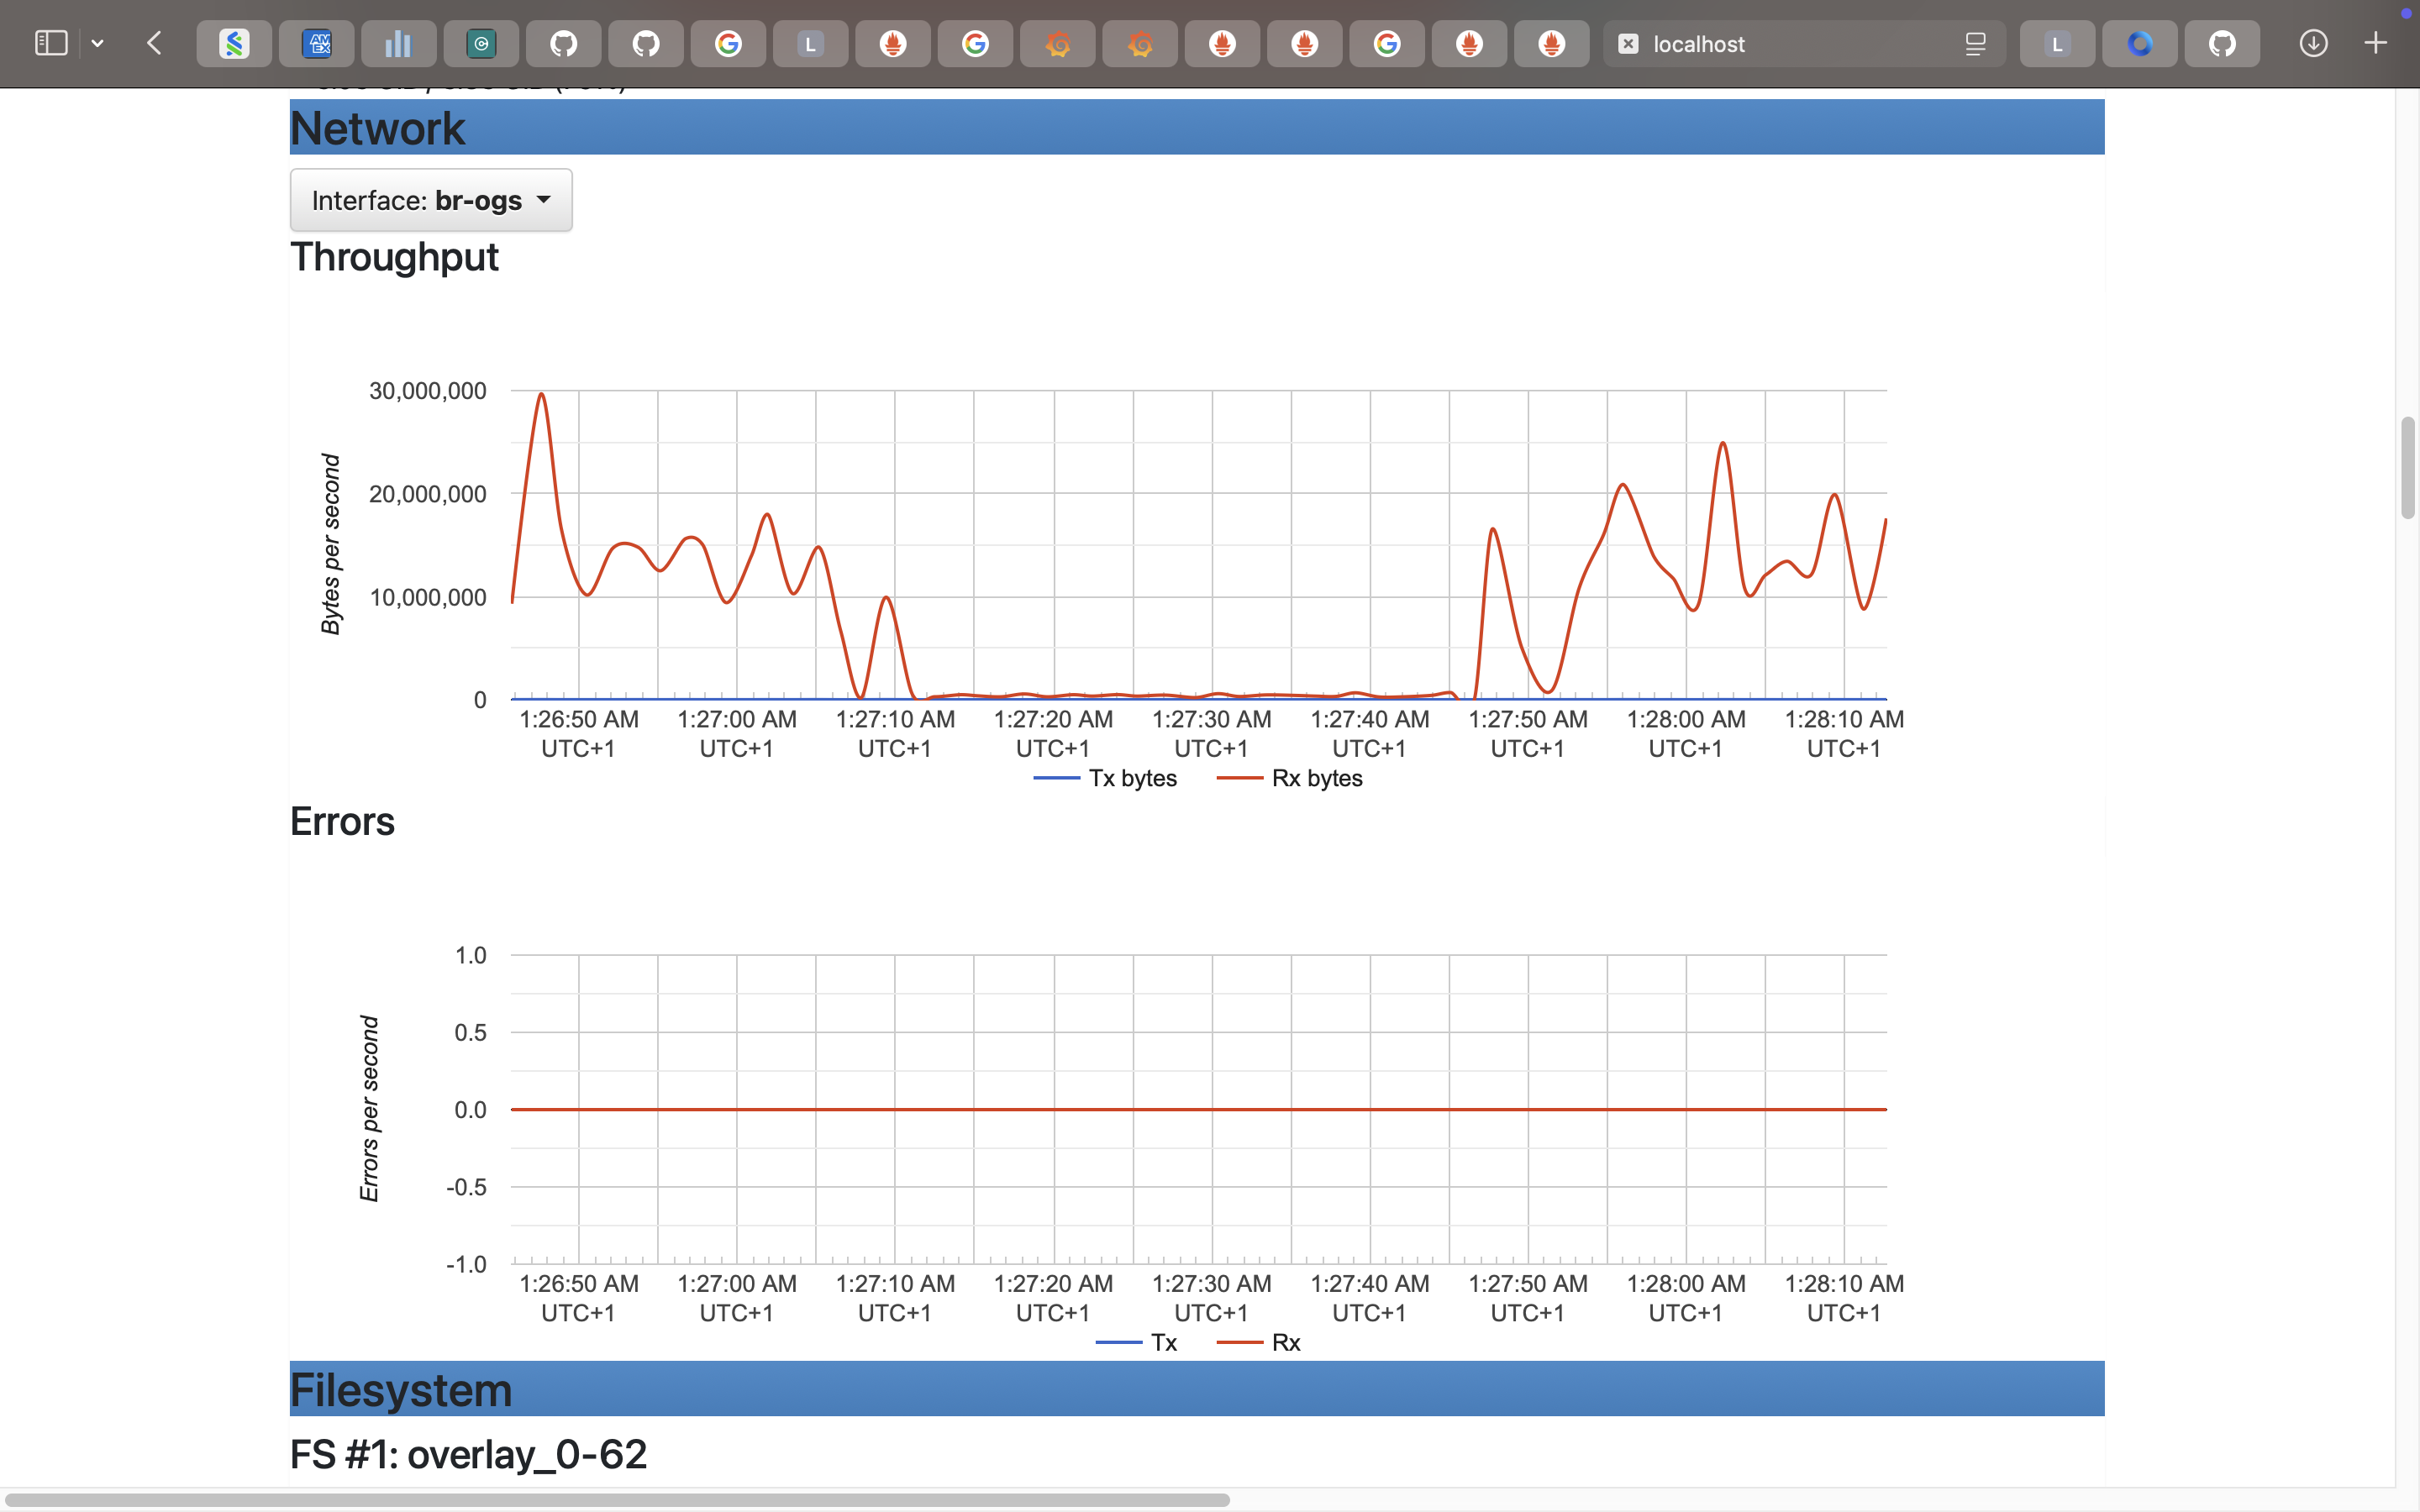 localhost
L
L
AM
EX
Network
Interface: br-ogs
Throughput
30,000,000
20,000,000
10,000,000
0
Bytes per second
1:26:50 AM 1:27:00 AM 1:27:10 AM 1:27:20 AM 1:27:30 AM 1:27:40 AM 1:27:50 AM 1:28:00 AM 1:28:10 AM
UTC+1 UTC+1 UTC+1 UTC+1 UTC+1 UTC+1 UTC+1 UTC+1 UTC+1
Tx bytes Rx bytes
Errors
1.0
0.5
0.0
-0.5
-1.0
Errors per second
1:26:50 AM 1:27:00 AM 1:27:10 AM 1:27:20 AM 1:27:30 AM 1:27:40 AM 1:27:50 AM 1:28:00 AM 1:28:10 AM
UTC+1 UTC+1 UTC+1 UTC+1 UTC+1 UTC+1 UTC+1 UTC+1 UTC+1
Tx Rx
Filesystem
FS #1: overlay_0-62